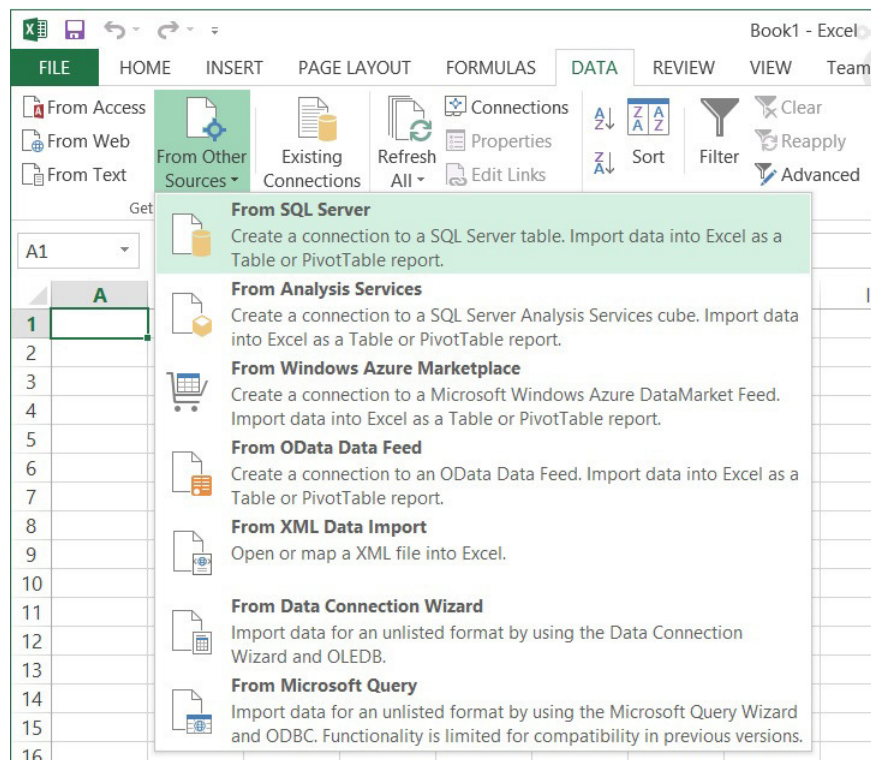 Book1 - Excel
FILE HOME INSERT PAGE LAYOUT FORMULAS DATA REVIEW VIEW Team
From Access
From Web
From Text
From Other
Sources
Existing
Connections
Refresh
All
Connections
Properties
Edit Links
Sort
Filter
Clear
Reapply
Advanced
Get
A1
From SQL Server
Create a connection to a SQL Server table. Import data into Excel as a
Table or PivotTable report.
From Analysis Services
Create a connection to a SQL Server Analysis Services cube. Import data
into Excel as a Table or PivotTable report.
From Windows Azure Marketplace
Create a connection to a Microsoft Windows Azure DataMarket Feed.
Import data into Excel as a Table or PivotTable report.
From OData Data Feed
Create a connection to an OData Data Feed. Import data into Excel as a
Table or PivotTable report.
From XML Data Import
Open or map a XML file into Excel.
From Data Connection Wizard
Import data for an unlisted format by using the Data Connection
Wizard and OLEDB.
From Microsoft Query
Import data for an unlisted format by using the Microsoft Query Wizard
and ODBC. Functionality is limited for compatibility in previous versions.
A I
1
2
3
4
5
6
7
8
9
10
11
12
13
14
15
16